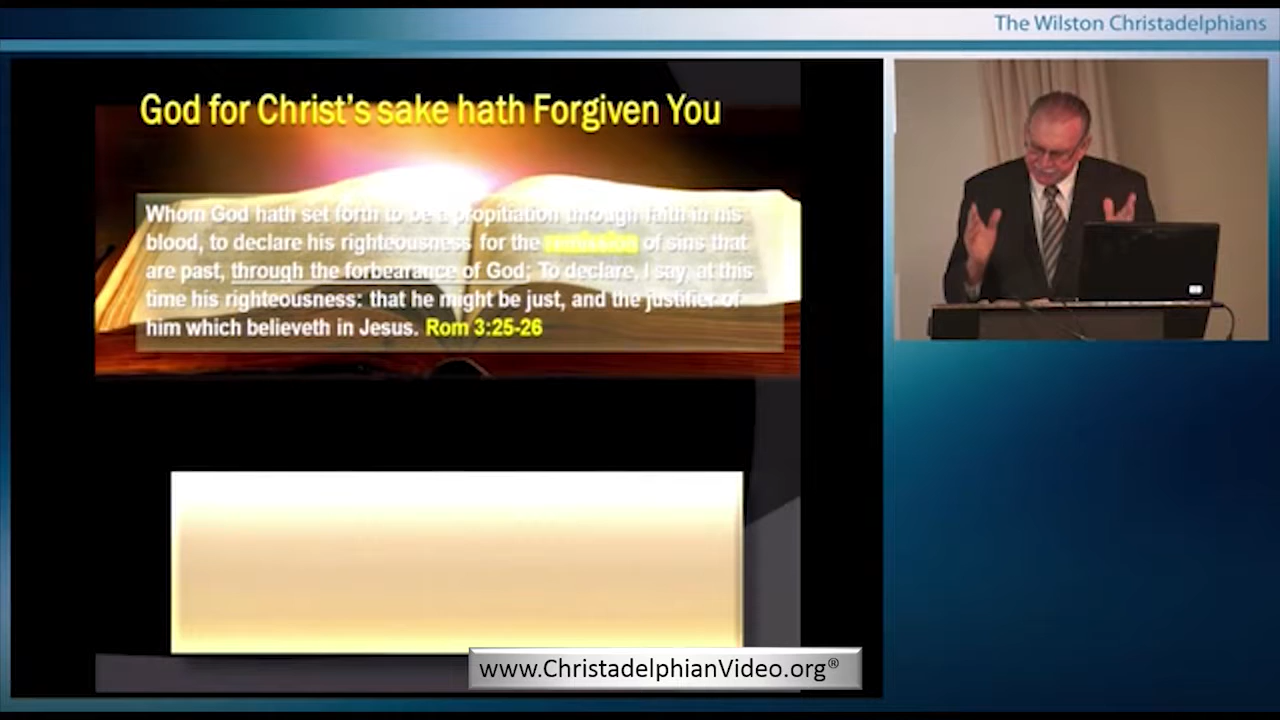 The Wilston Christadelphians
God for Christ's sake hath Forgiven You
Whom God hath set forth to be a propitiation through faith in his
blood, to declare his righteousness for the remission of sins that
are past, through the forbearance of God; To declare, I say, at this
time his righteousness: that he might be just, and the justifier of
him which believeth in Jesus. Rom 3:25-26
www.ChristadelphianVideo.org®